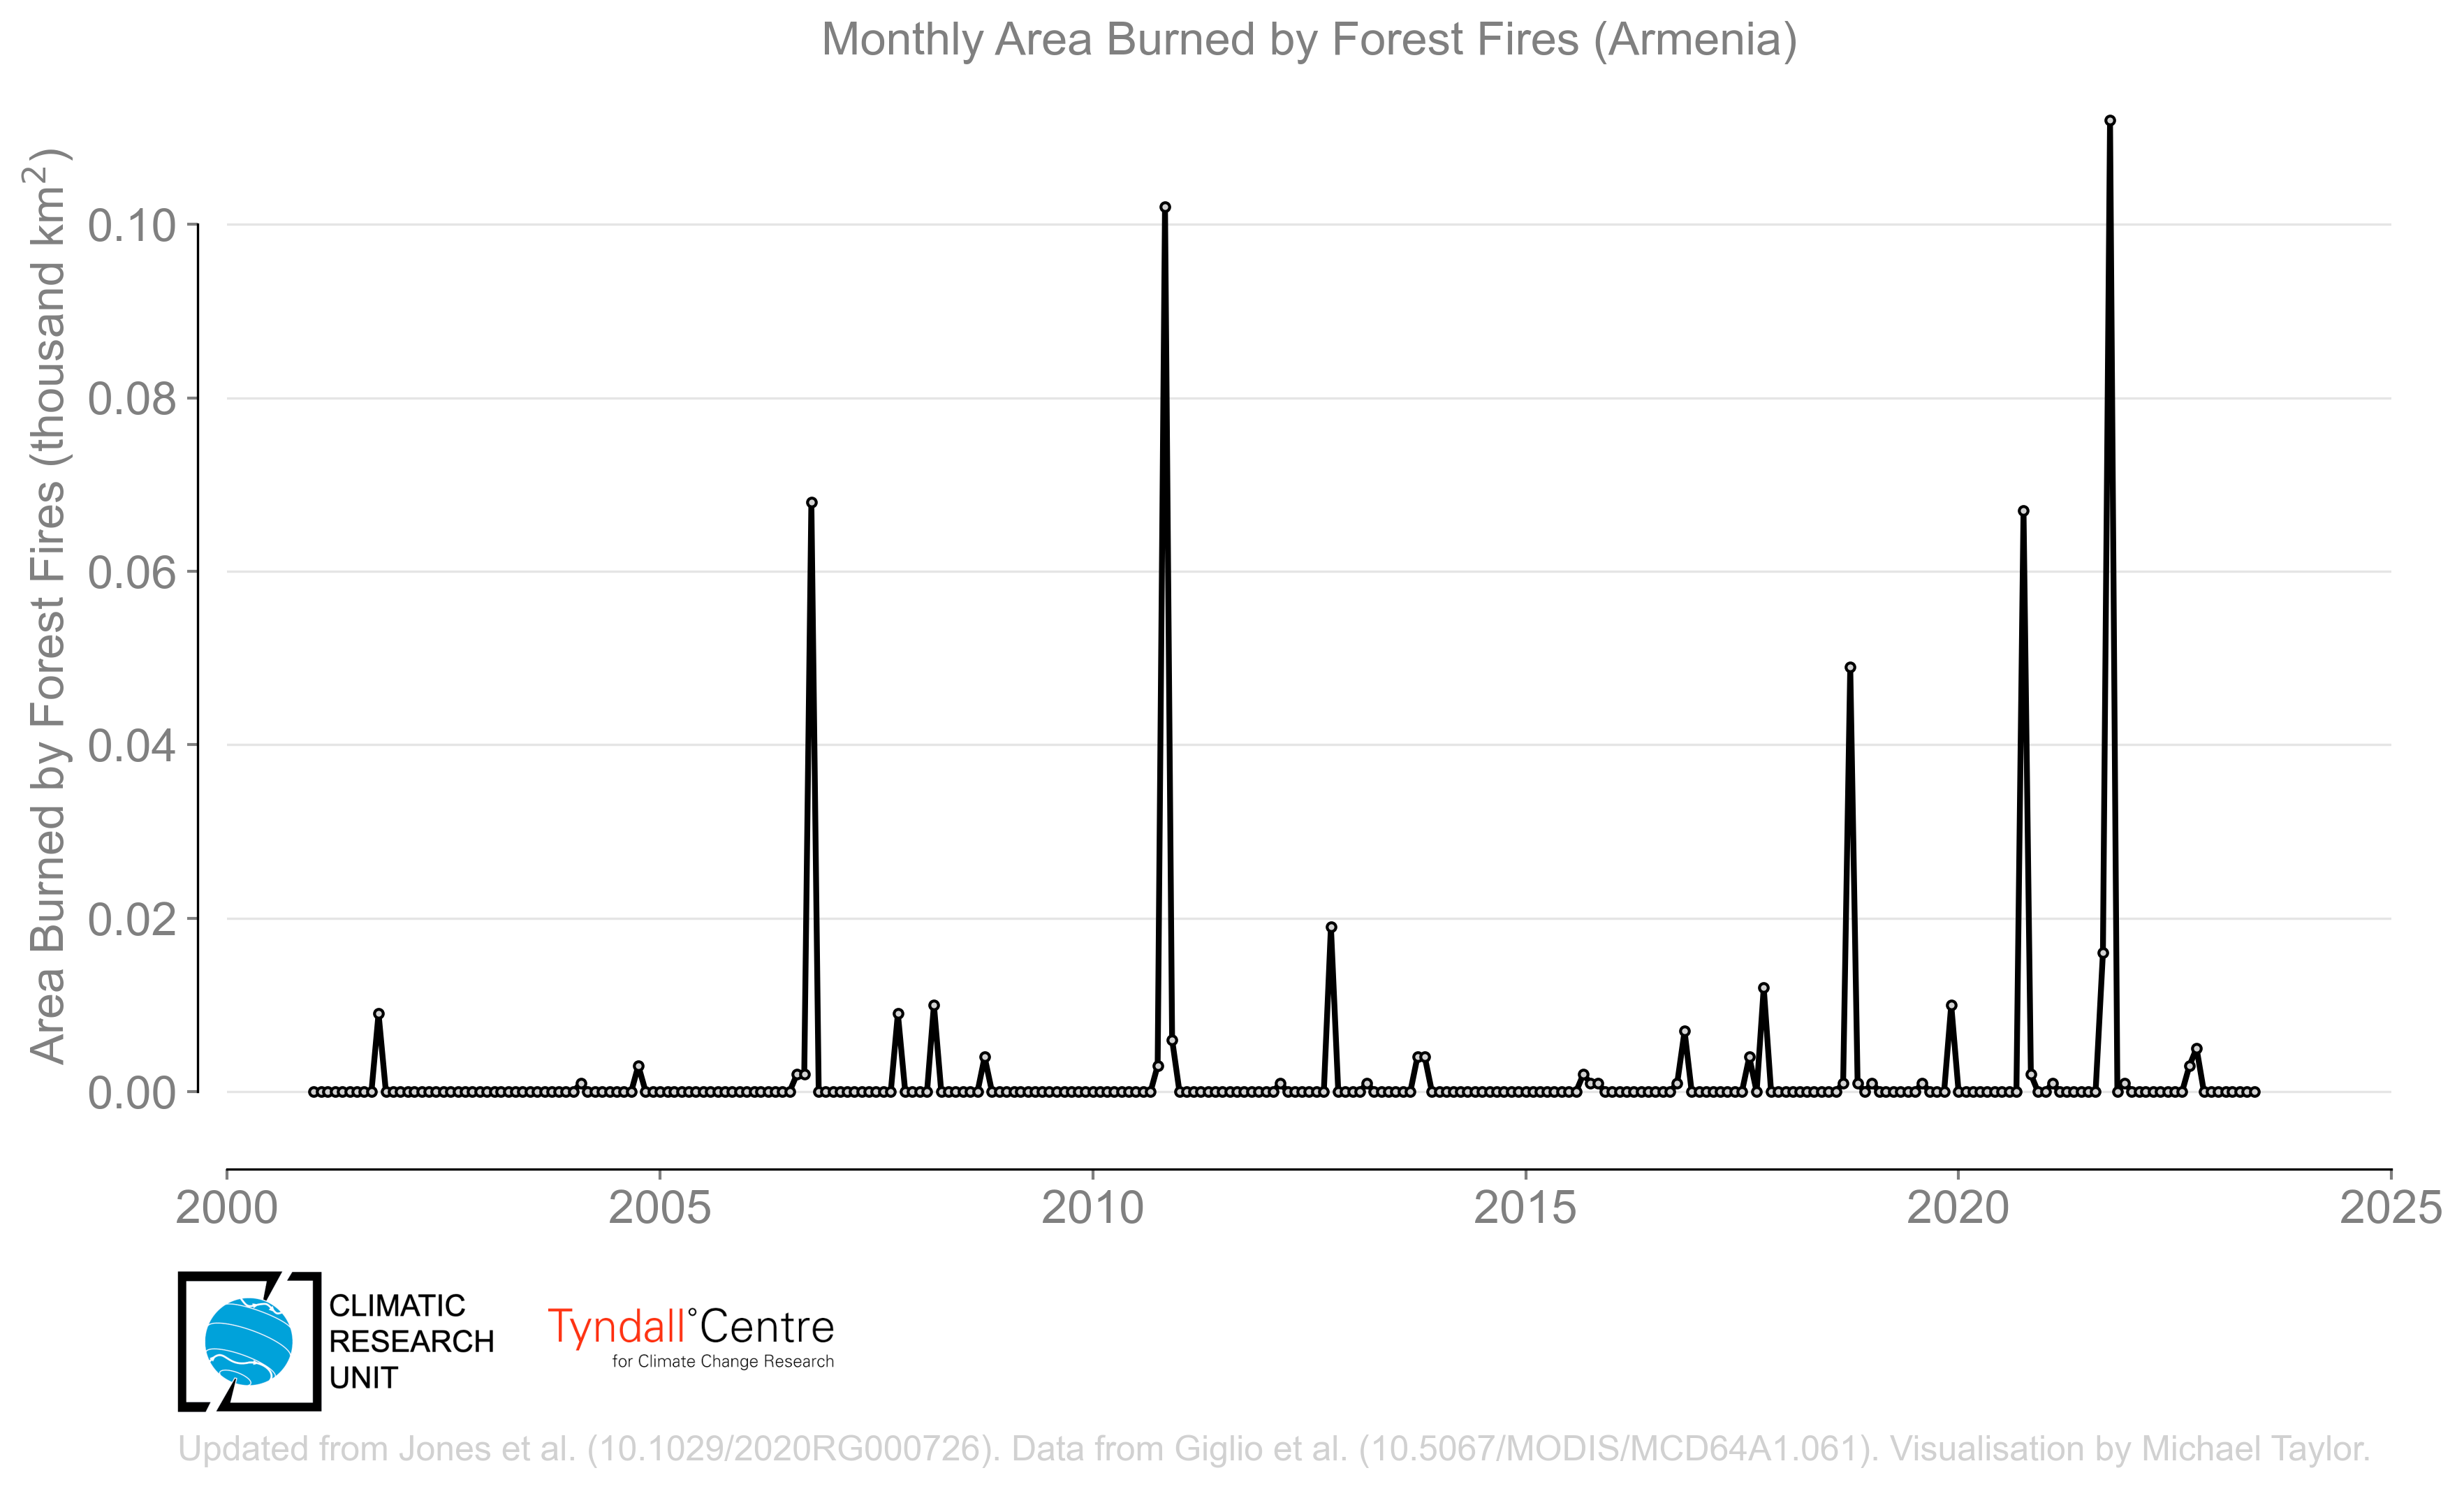 Monthly Area Burned by Forest Fires (Armenia)
Area Burned by Forest Fires (thousand km²)
0.10
0.08
0.06
0.04
0.02
0.00
2000 2005 2010 2015 2020 2025
CLIMATIC
RESEARCH
UNIT
Tyndall°Centre
for Climate Change Research
Updated from Jones et al. (10.1029/2020RG000726). Data from Giglio et al. (10.5067/MODIS/MCD64A1.061). Visualisation by Michael Taylor.